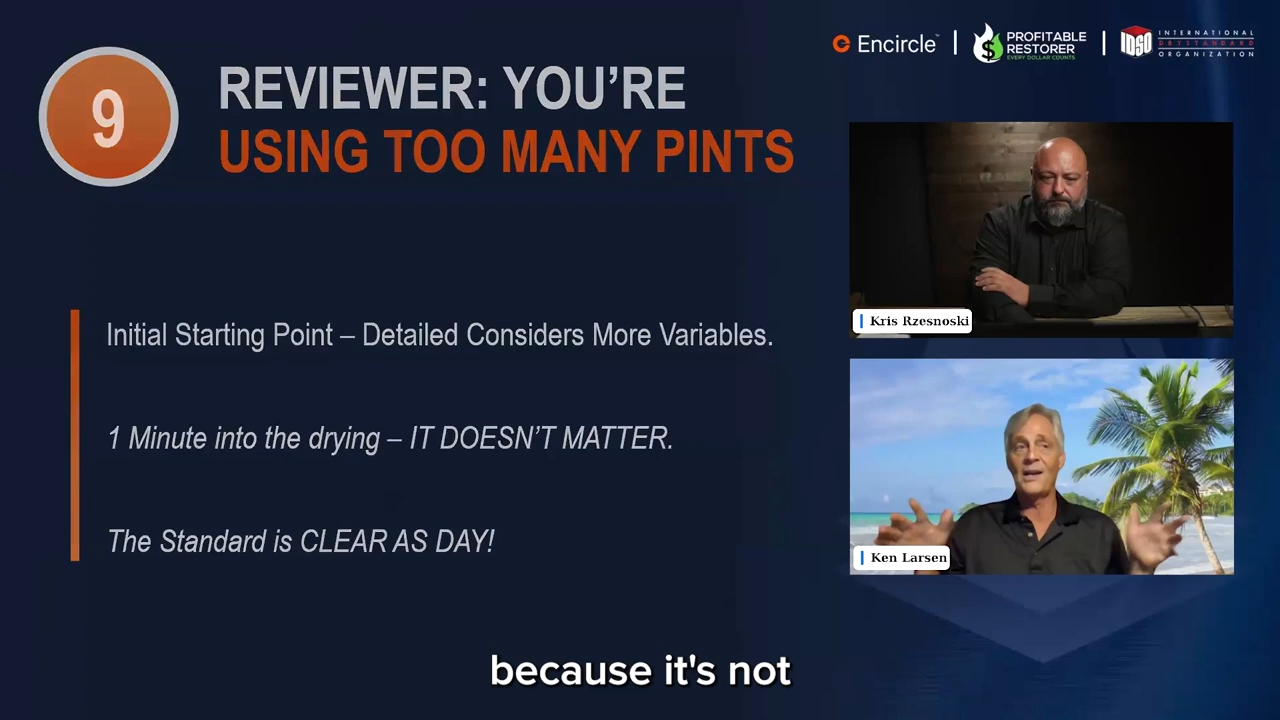 Encircle
PROFITABLE
RESTORER
EVERY DOLLAR COUNTS
IDSO
INTERNATIONAL
DRYSTANDARD
ORGANIZATION
9
REVIEWER: YOU’RE
USING TOO MANY PINTS
Initial Starting Point – Detailed Considers More Variables.
1 Minute into the drying – IT DOESN’T MATTER.
The Standard is CLEAR AS DAY!
Kris Rzesnoski
Ken Larsen
because it's not